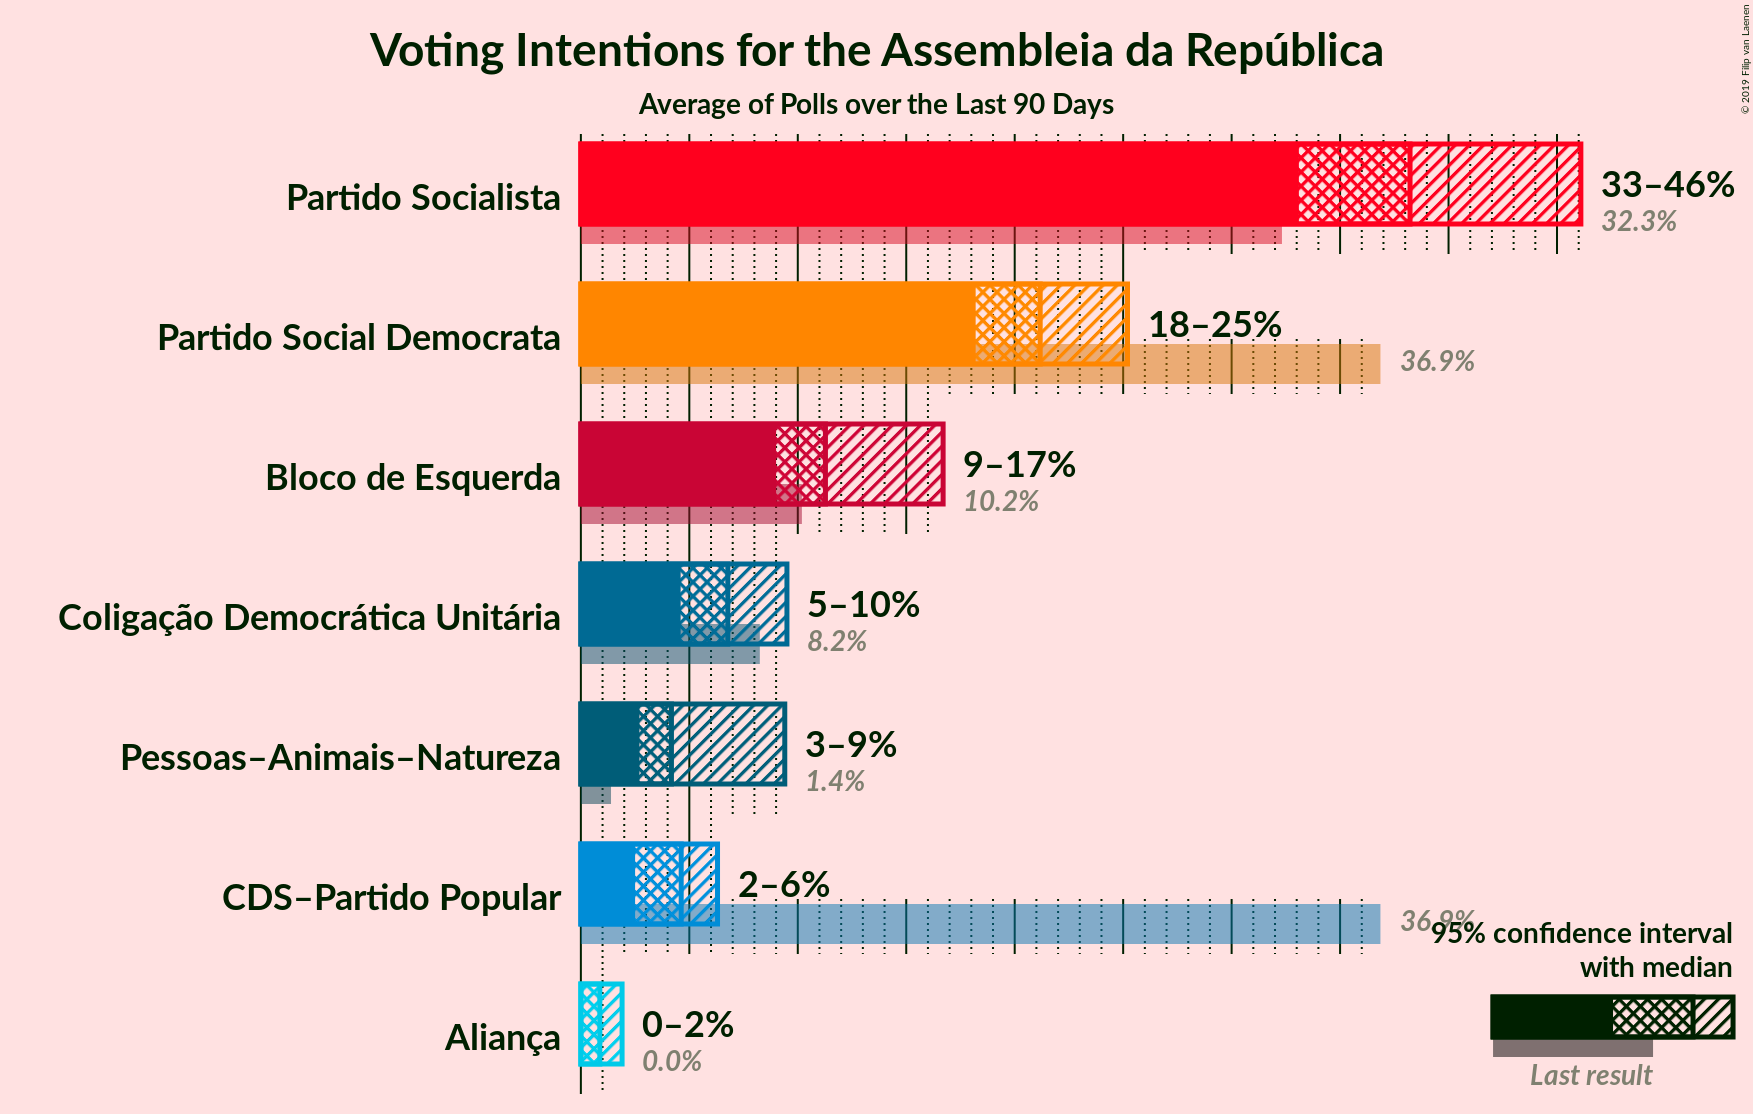 Voting Intentions for the Assembleia da República
Average of Polls over the Last 90 Days
© 2019 Filip van Laenen
Partido Socialista
33–46%
32.3%
Partido Social Democrata
18–25%
36.9%
Bloco de Esquerda
9–17%
10.2%
Coligação Democrática Unitária
5–10%
8.2%
Pessoas–Animais–Natureza
3–9%
1.4%
CDS–Partido Popular
2–6%
36.9%
Aliança
0–2%
0.0%
95% confidence interval
with median
Last result